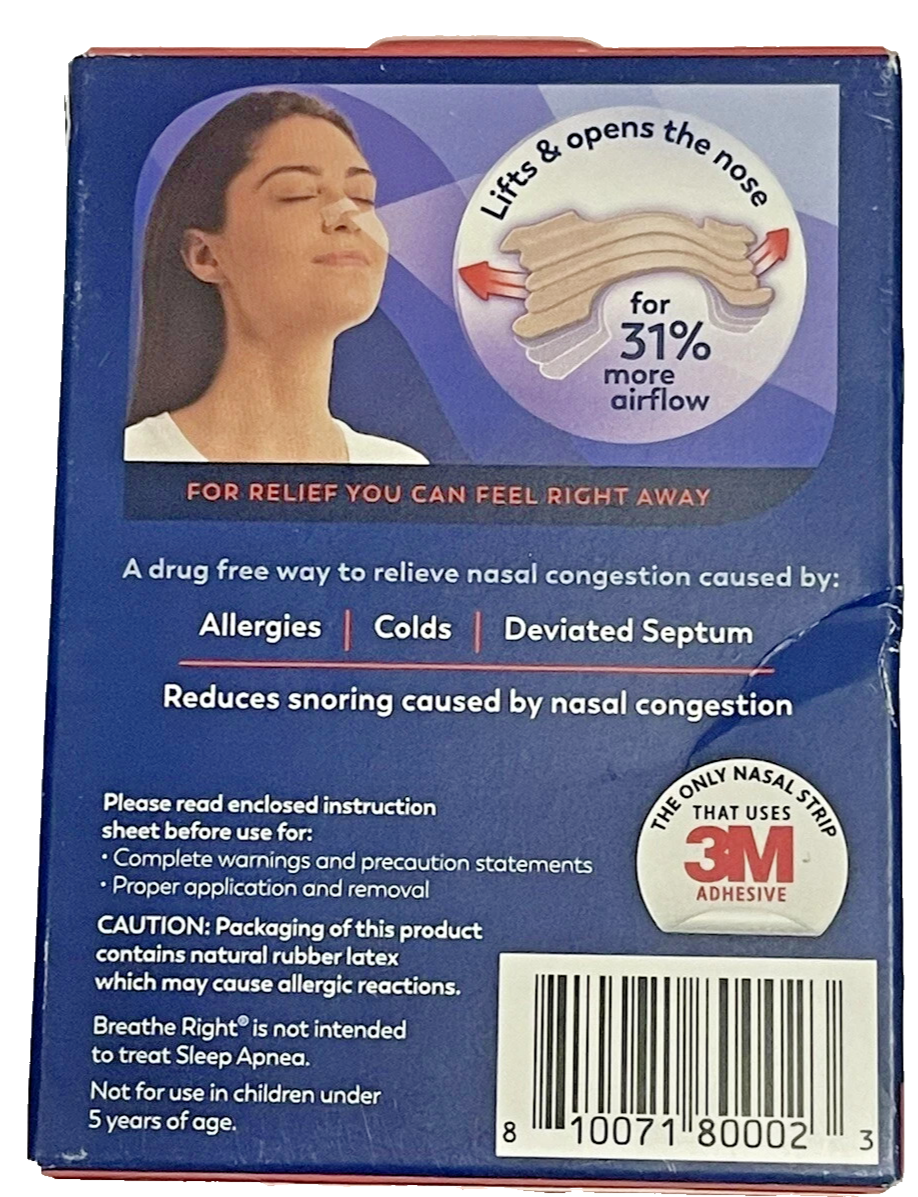 Lifts & opens the nose
for
31%
more
airflow
FOR RELIEF YOU CAN FEEL RIGHT AWAY
A drug free way to relieve nasal congestion caused by:
Allergies | Colds | Deviated Septum
Reduces snoring caused by nasal congestion
Please read enclosed instruction
sheet before use for:
• Complete warnings and precaution statements
• Proper application and removal
CAUTION: Packaging of this product
contains natural rubber latex
which may cause allergic reactions.
Breathe Right® is not intended
to treat Sleep Apnea.
Not for use in children under
5 years of age.
THE ONLY NASAL STRIP
THAT USES
3M
ADHESIVE
8 10071 80002 3